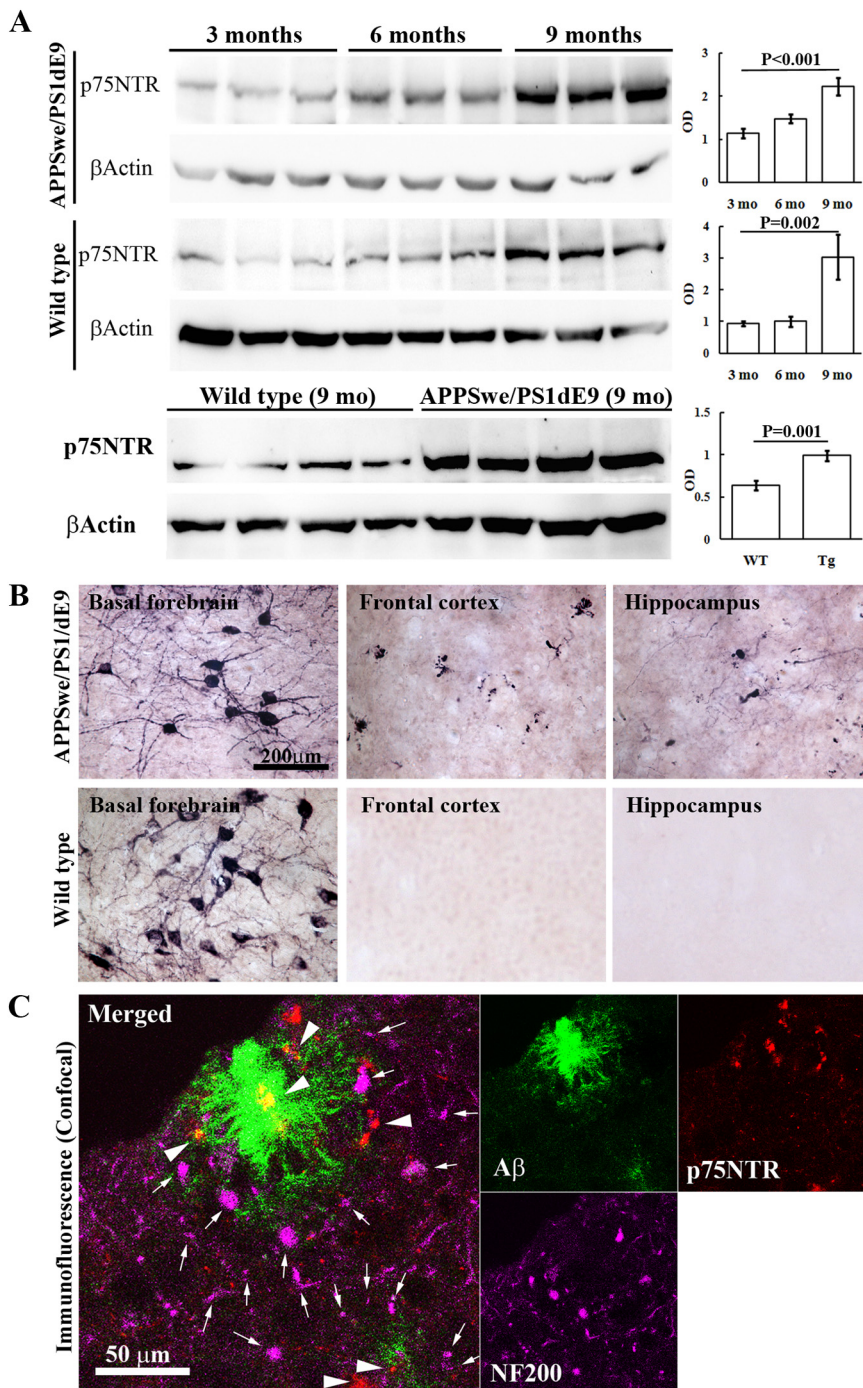 A
3 months 6 months 9 months
APPSwe/PS1dE9
p75NTR
βActin
3
2
1
0
OD
P<0.001
3 mo 6 mo 9 mo
Wild type
p75NTR
βActin
4
3
2
1
0
OD
P=0.002
3 mo 6 mo 9 mo
Wild type (9 mo) APPSwe/PS1dE9 (9 mo)
p75NTR
βActin
1.5
1
0.5
0
OD
P=0.001
WT Tg
B
APPSwe/PS1/dE9
Basal forebrain Frontal cortex Hippocampus
200μm
Wild type
Basal forebrain Frontal cortex Hippocampus
C
Immunofluorescence (Confocal)
Merged
50 μm
Aβ
p75NTR
NF200